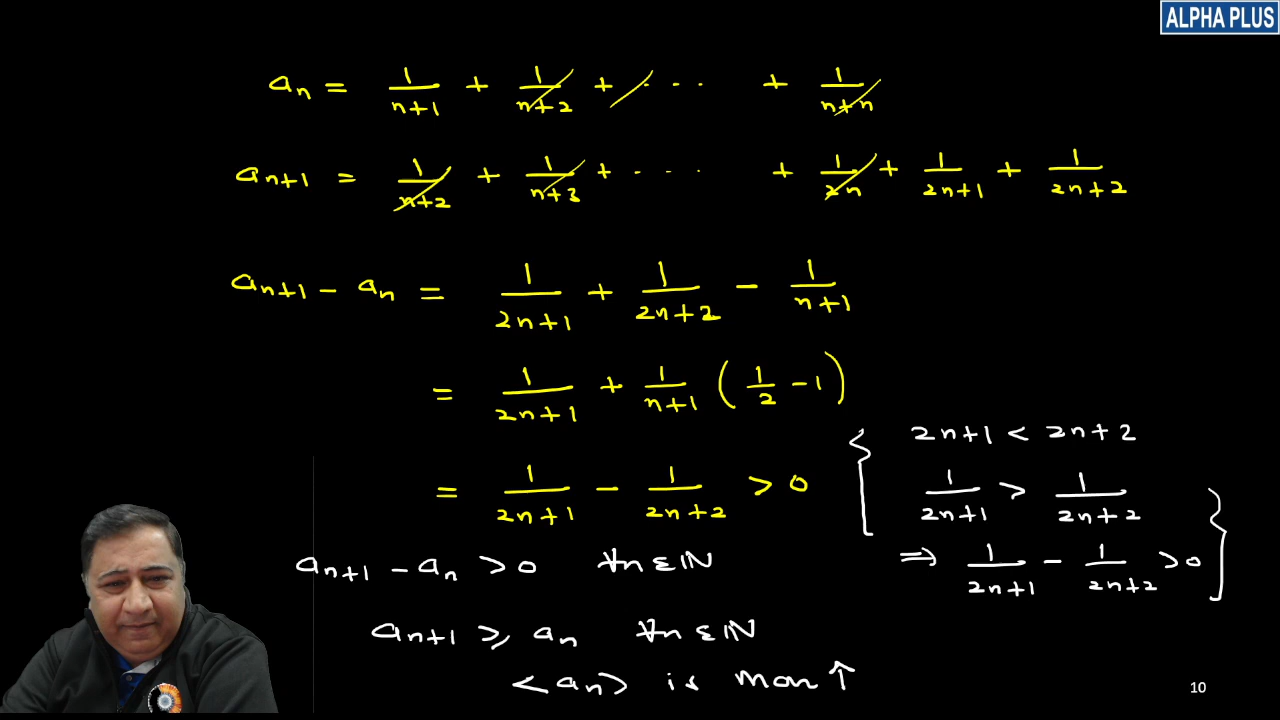 ALPHA PLUS
aₙ = 1/(n+1) + 1/(n+2) + ··· + 1/(n+n)
aₙ₊₁ = 1/(n+2) + 1/(n+3) + ···· + 1/2n + 1/(2n+1) + 1/(2n+2)
aₙ₊₁ − aₙ = 1/(2n+1) + 1/(2n+2) − 1/(n+1)
= 1/(2n+1) + 1/(n+1) (1/2 − 1)
= 1/(2n+1) − 1/(2n+2) > 0
2n+1 < 2n+2
1/(2n+1) > 1/(2n+2)
⇒ 1/(2n+1) − 1/(2n+2) > 0
aₙ₊₁ − aₙ > 0 ∀n∈ℕ
aₙ₊₁ ≥ aₙ ∀n∈ℕ
<aₙ> is mon ↑
10